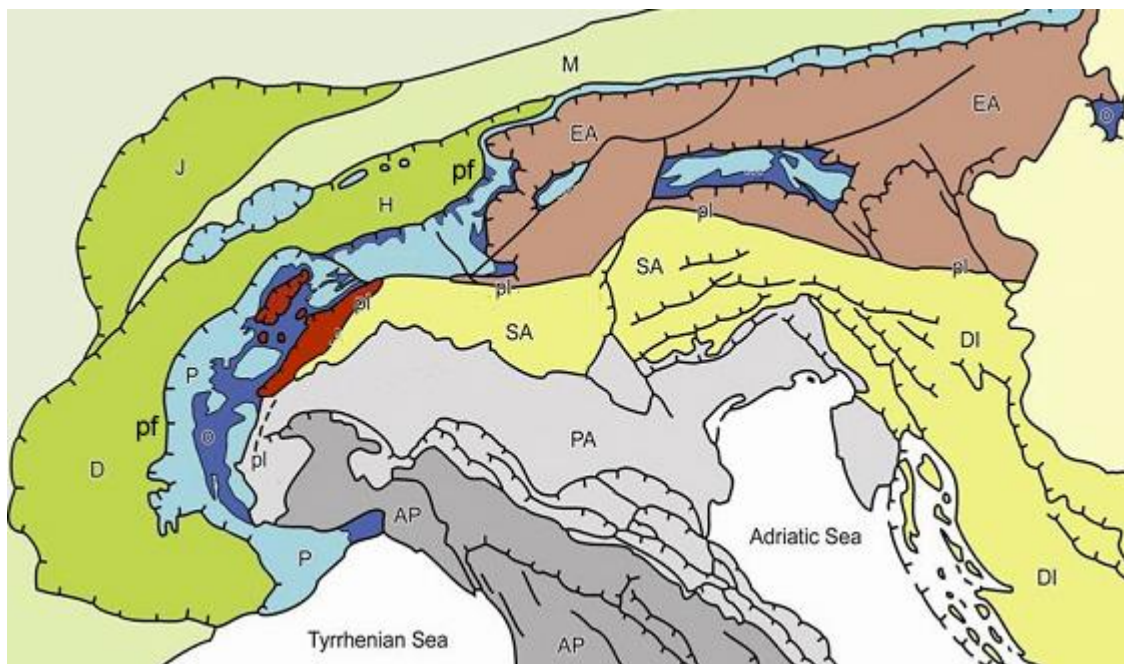 M
EA
EA
J
pf
H
pl
SA
pl
pl
pl
SA
DI
P
pf
PA
D
pl
AP
Adriatic Sea
P
DI
Tyrrhenian Sea
AP